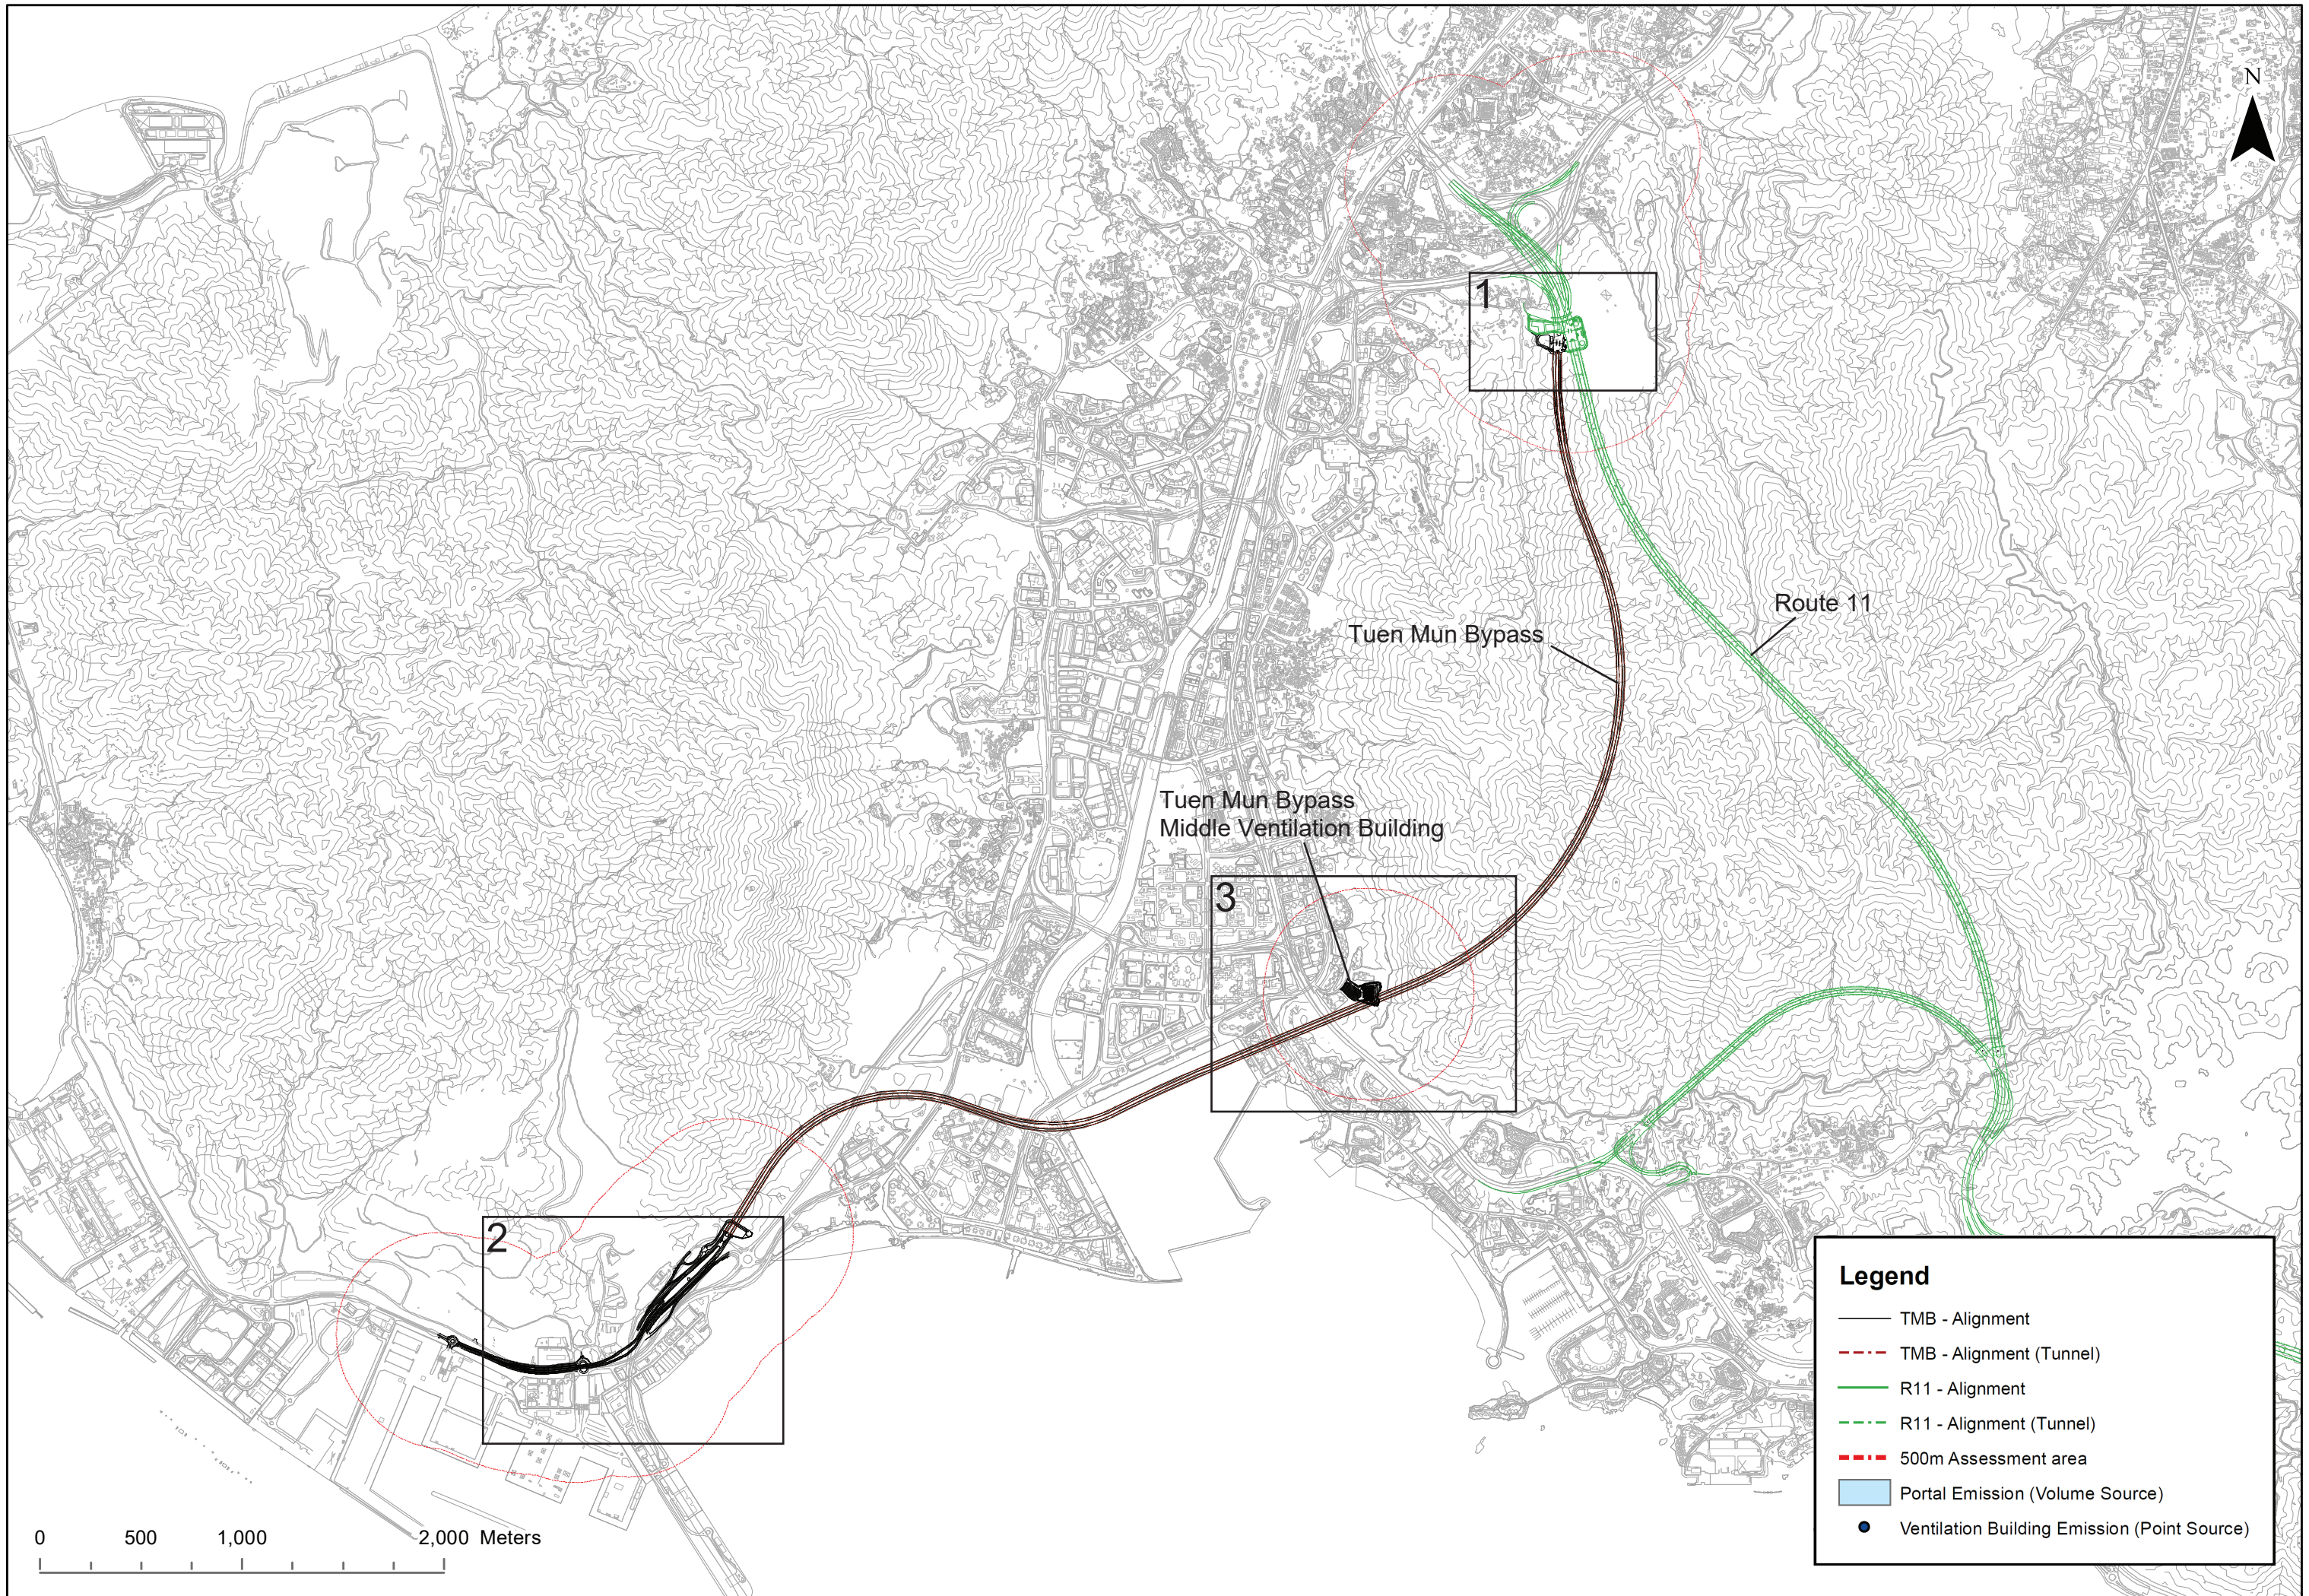 N
1
Route 11
Tuen Mun Bypass
Tuen Mun Bypass
Middle Ventilation Building
3
2
Legend
TMB - Alignment
TMB - Alignment (Tunnel)
R11 - Alignment
R11 - Alignment (Tunnel)
500m Assessment area
Portal Emission (Volume Source)
Ventilation Building Emission (Point Source)
0 500 1,000 2,000 Meters